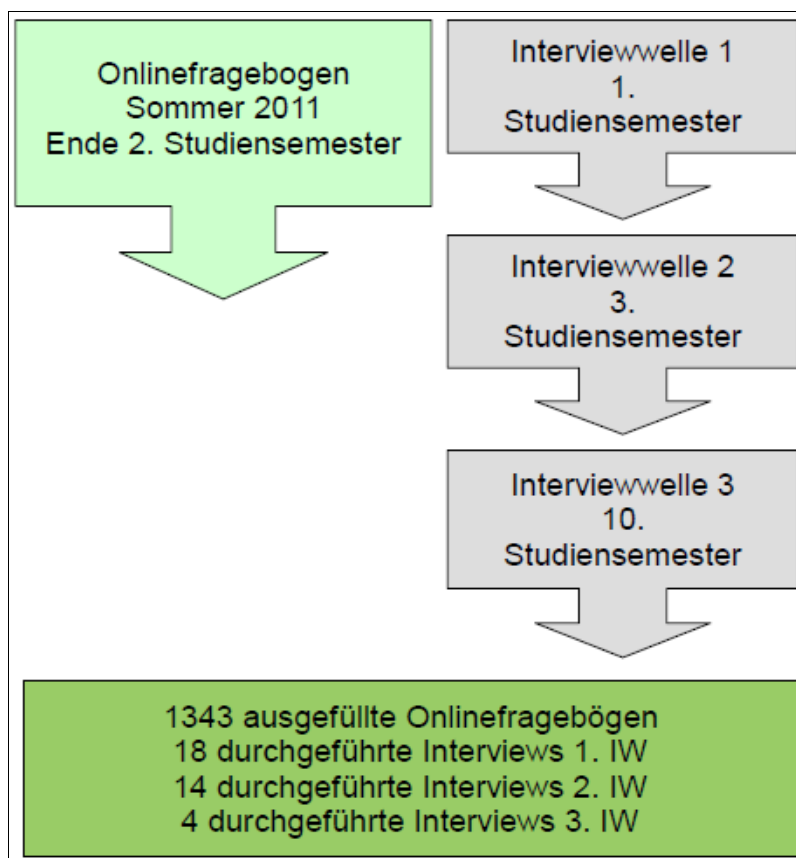 Onlinefragebogen
Sommer 2011
Ende 2. Studiensemester
Interviewwelle 1
1.
Studiensemester
Interviewwelle 2
3.
Studiensemester
Interviewwelle 3
10.
Studiensemester
1343 ausgefüllte Onlinefragebögen
18 durchgeführte Interviews 1. IW
14 durchgeführte Interviews 2. IW
4 durchgeführte Interviews 3. IW